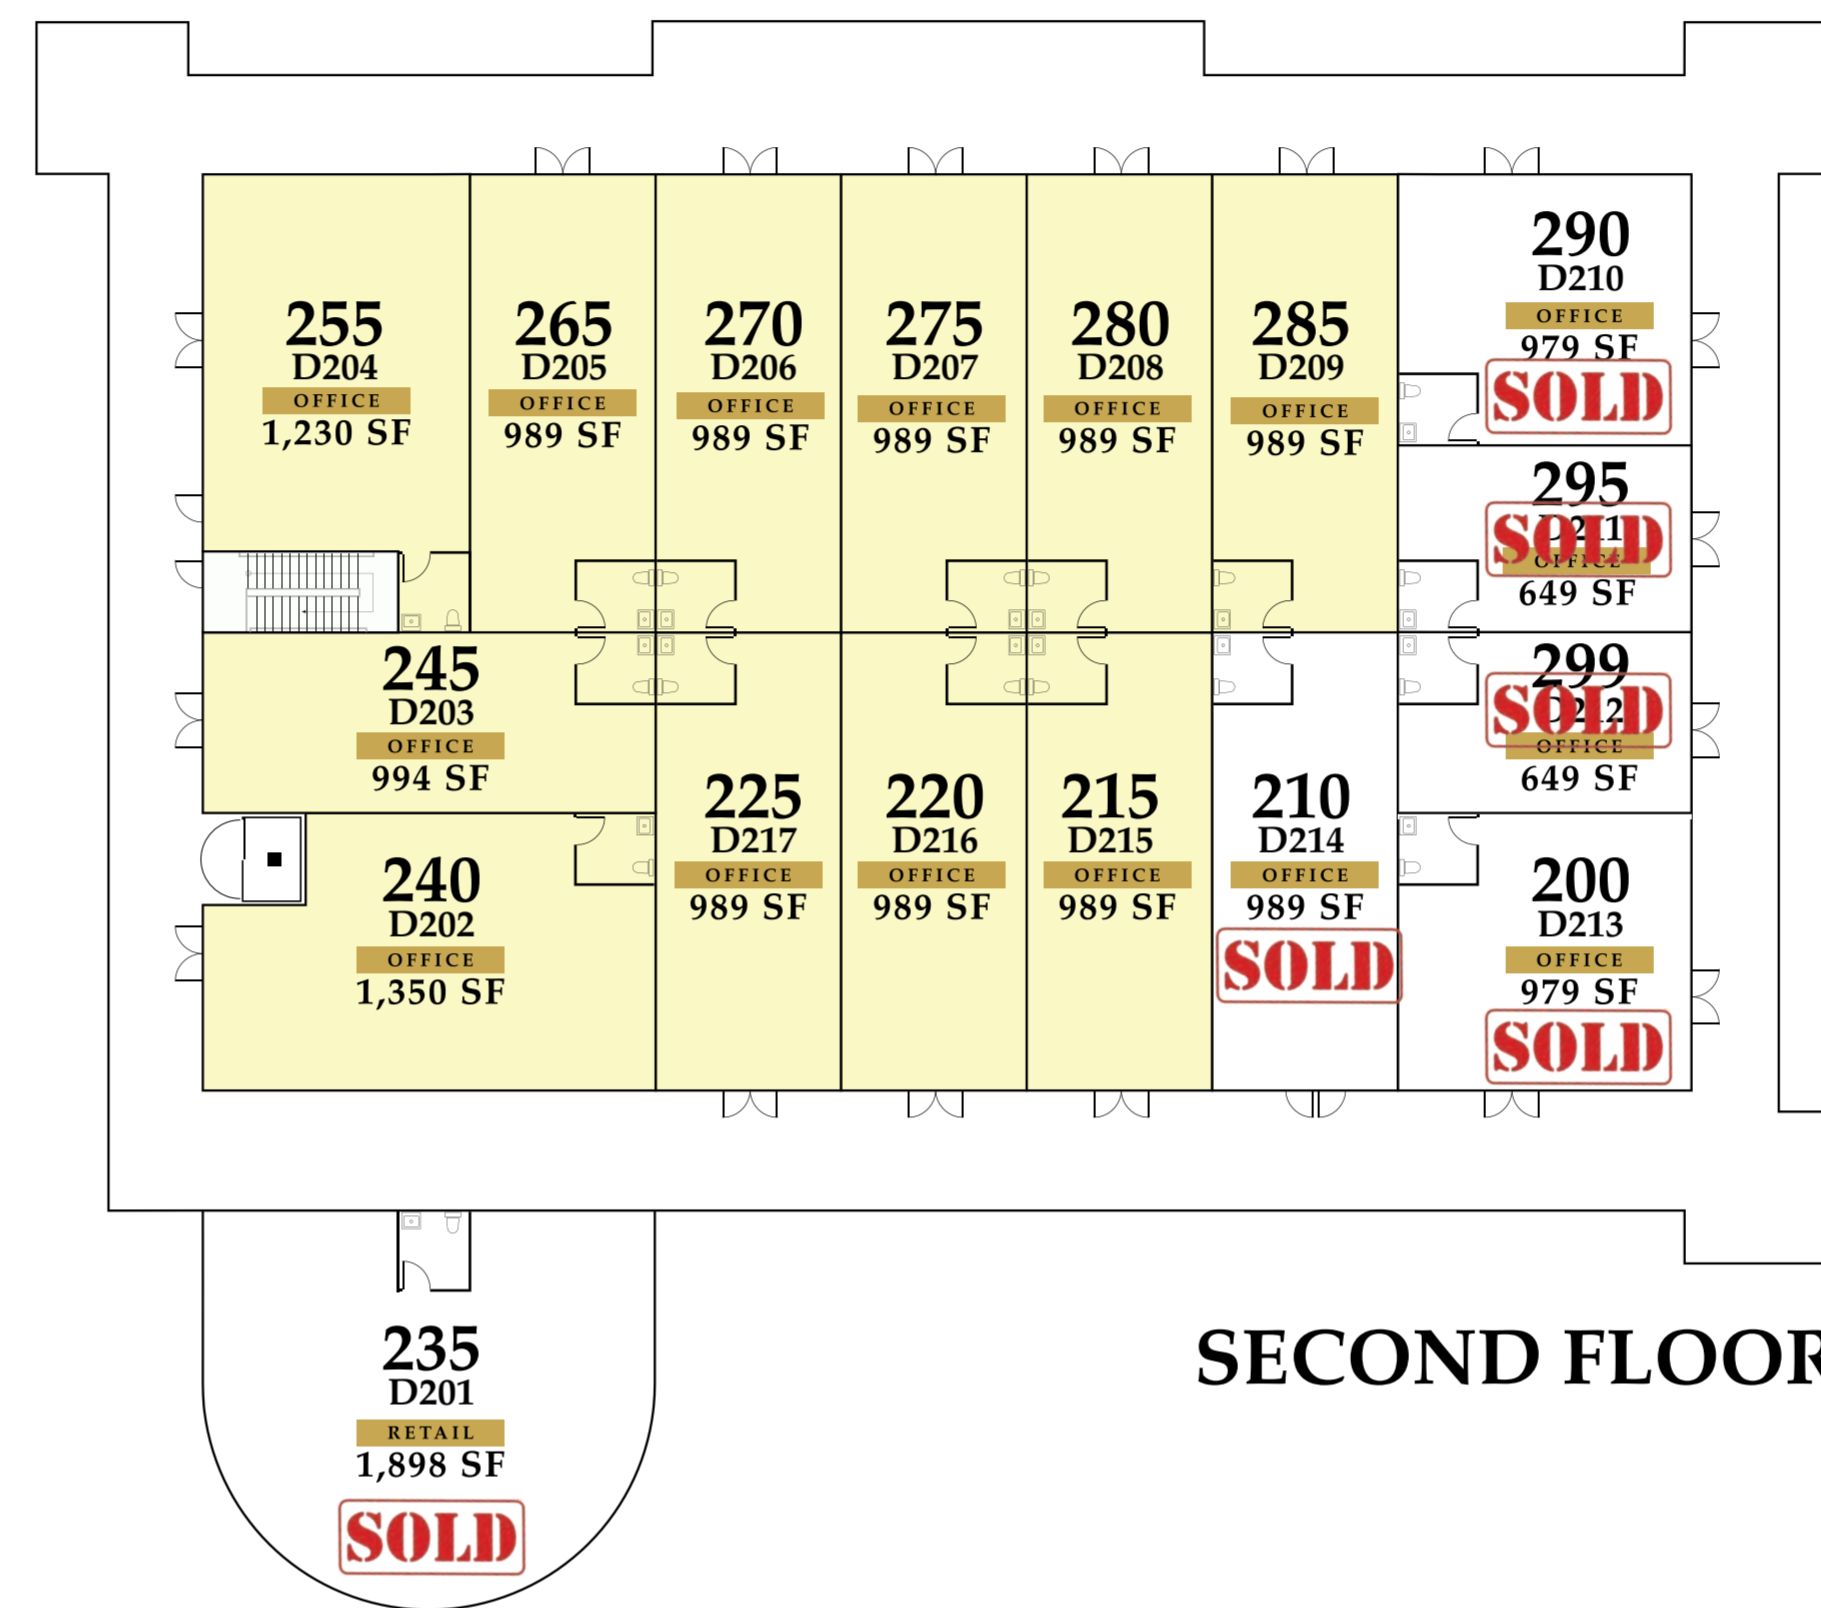 255
D204
OFFICE
1,230 SF
265
D205
OFFICE
989 SF
270
D206
OFFICE
989 SF
275
D207
OFFICE
989 SF
280
D208
OFFICE
989 SF
285
D209
OFFICE
989 SF
290
D210
OFFICE
979 SF
SOLD
295
D211
SOLD
OFFICE
649 SF
299
D212
SOLD
OFFICE
649 SF
245
D203
OFFICE
994 SF
240
D202
OFFICE
1,350 SF
225
D217
OFFICE
989 SF
220
D216
OFFICE
989 SF
215
D215
OFFICE
989 SF
210
D214
OFFICE
989 SF
SOLD
200
D213
OFFICE
979 SF
SOLD
235
D201
RETAIL
1,898 SF
SOLD
SECOND FLOOR